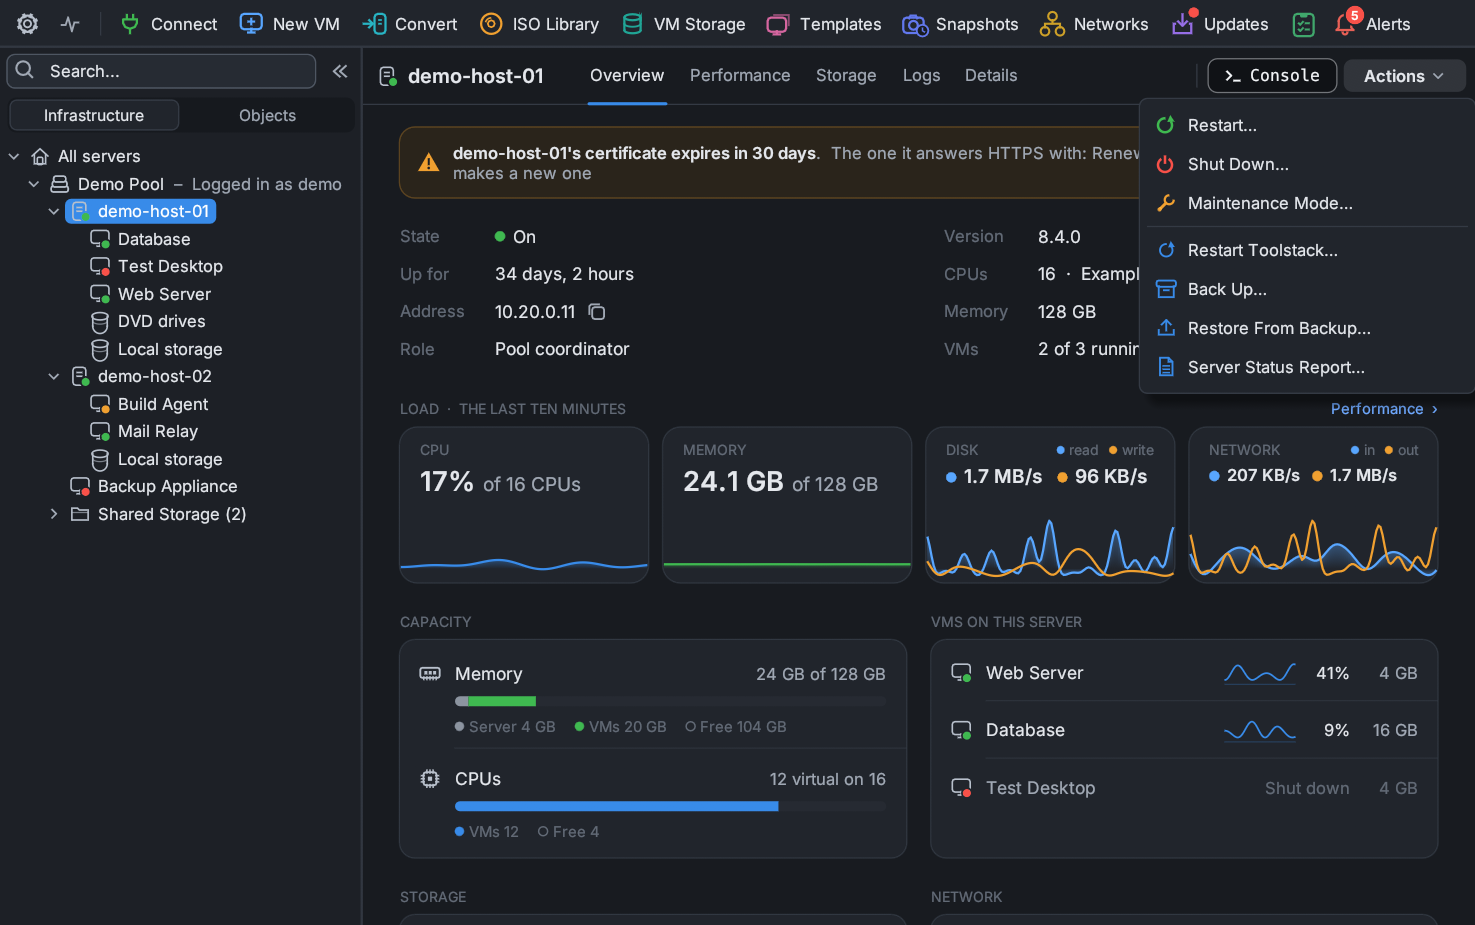 Connect
New VM
Convert
ISO Library
VM Storage
Templates
Snapshots
Networks
Updates
5
Alerts
Search...
Infrastructure
Objects
All servers
Demo Pool – Logged in as demo
demo-host-01
Database
Test Desktop
Web Server
DVD drives
Local storage
demo-host-02
Build Agent
Mail Relay
Local storage
Backup Appliance
Shared Storage (2)
demo-host-01
Overview
Performance
Storage
Logs
Details
>_ Console
Actions
Restart...
Shut Down...
Maintenance Mode...
Restart Toolstack...
Back Up...
Restore From Backup...
Server Status Report...
demo-host-01's certificate expires in 30 days. The one it answers HTTPS with: Renew
makes a new one
State On
Up for 34 days, 2 hours
Address 10.20.0.11
Role Pool coordinator
Version 8.4.0
CPUs 16 ·
Memory 128 GB
VMs 2 of 3
LOAD · THE LAST TEN MINUTES
Performance ›
CPU
17% of 16 CPUs
MEMORY
24.1 GB of 128 GB
DISK read write
1.7 MB/s 96 KB/s
NETWORK in out
207 KB/s 1.7 MB/s
CAPACITY
Memory 24 GB of 128 GB
Server 4 GB VMs 20 GB Free 104 GB
CPUs 12 virtual on 16
VMs 12 Free 4
VMS ON THIS SERVER
Web Server 41% 4 GB
Database 9% 16 GB
Test Desktop Shut down 4 GB
STORAGE
NETWORK